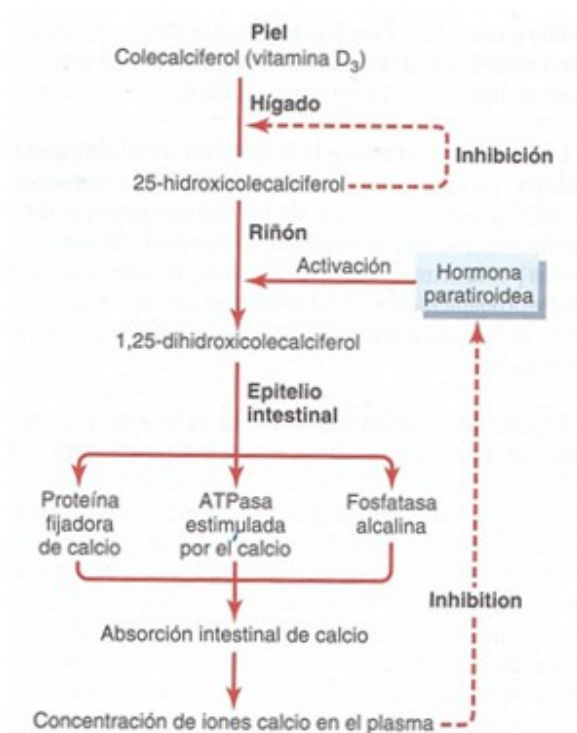 Piel
Colecalciferol (vitamina D₃)
Hígado
Inhibición
25-hidroxicolecalciferol
Riñón
Activación
Hormona
paratiroidea
1,25-dihidroxicolecalciferol
Epitelio
intestinal
Proteína
fijadora
de calcio
ATPasa
estimulada
por el calcio
Fosfatasa
alcalina
Inhibition
Absorción intestinal de calcio
Concentración de iones calcio en el plasma